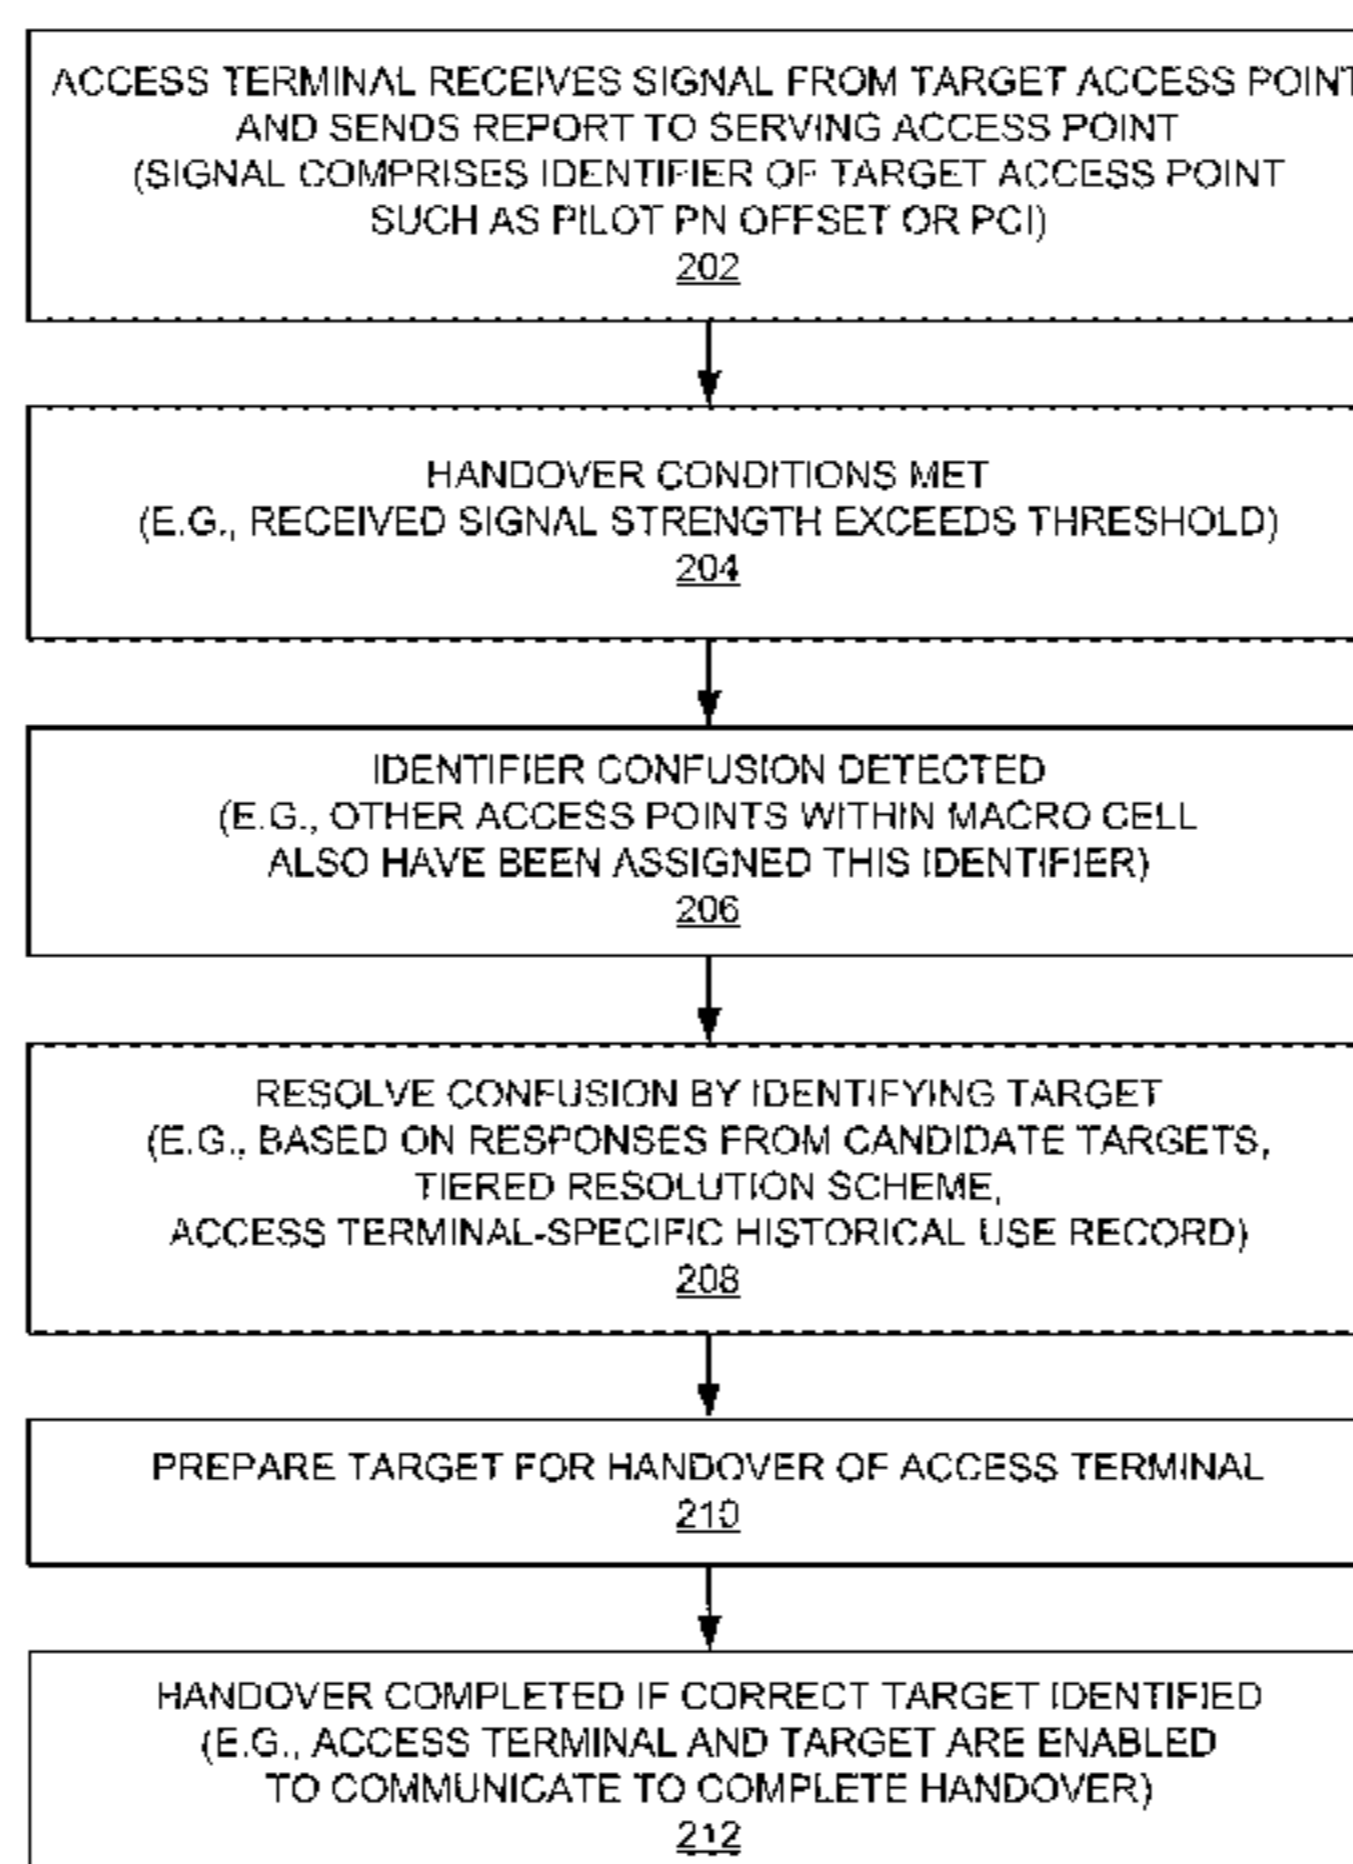 ACCESS TERMINAL RECEIVES SIGNAL FROM TARGET ACCESS POINT
AND SENDS REPORT TO SERVING ACCESS POINT
(SIGNAL COMPRISES IDENTIFIER OF TARGET ACCESS POINT
SUCH AS PILOT PN OFFSET OR PCI)
202
HANDOVER CONDITIONS MET
(E.G., RECEIVED SIGNAL STRENGTH EXCEEDS THRESHOLD)
204
IDENTIFIER CONFUSION DETECTED
(E.G., OTHER ACCESS POINTS WITHIN MACRO CELL
ALSO HAVE BEEN ASSIGNED THIS IDENTIFIER)
206
RESOLVE CONFUSION BY IDENTIFYING TARGET
(E.G., BASED ON RESPONSES FROM CANDIDATE TARGETS,
TIERED RESOLUTION SCHEME,
ACCESS TERMINAL-SPECIFIC HISTORICAL USE RECORD)
208
PREPARE TARGET FOR HANDOVER OF ACCESS TERMINAL
210
HANDOVER COMPLETED IF CORRECT TARGET IDENTIFIED
(E.G., ACCESS TERMINAL AND TARGET ARE ENABLED
TO COMMUNICATE TO COMPLETE HANDOVER)
212